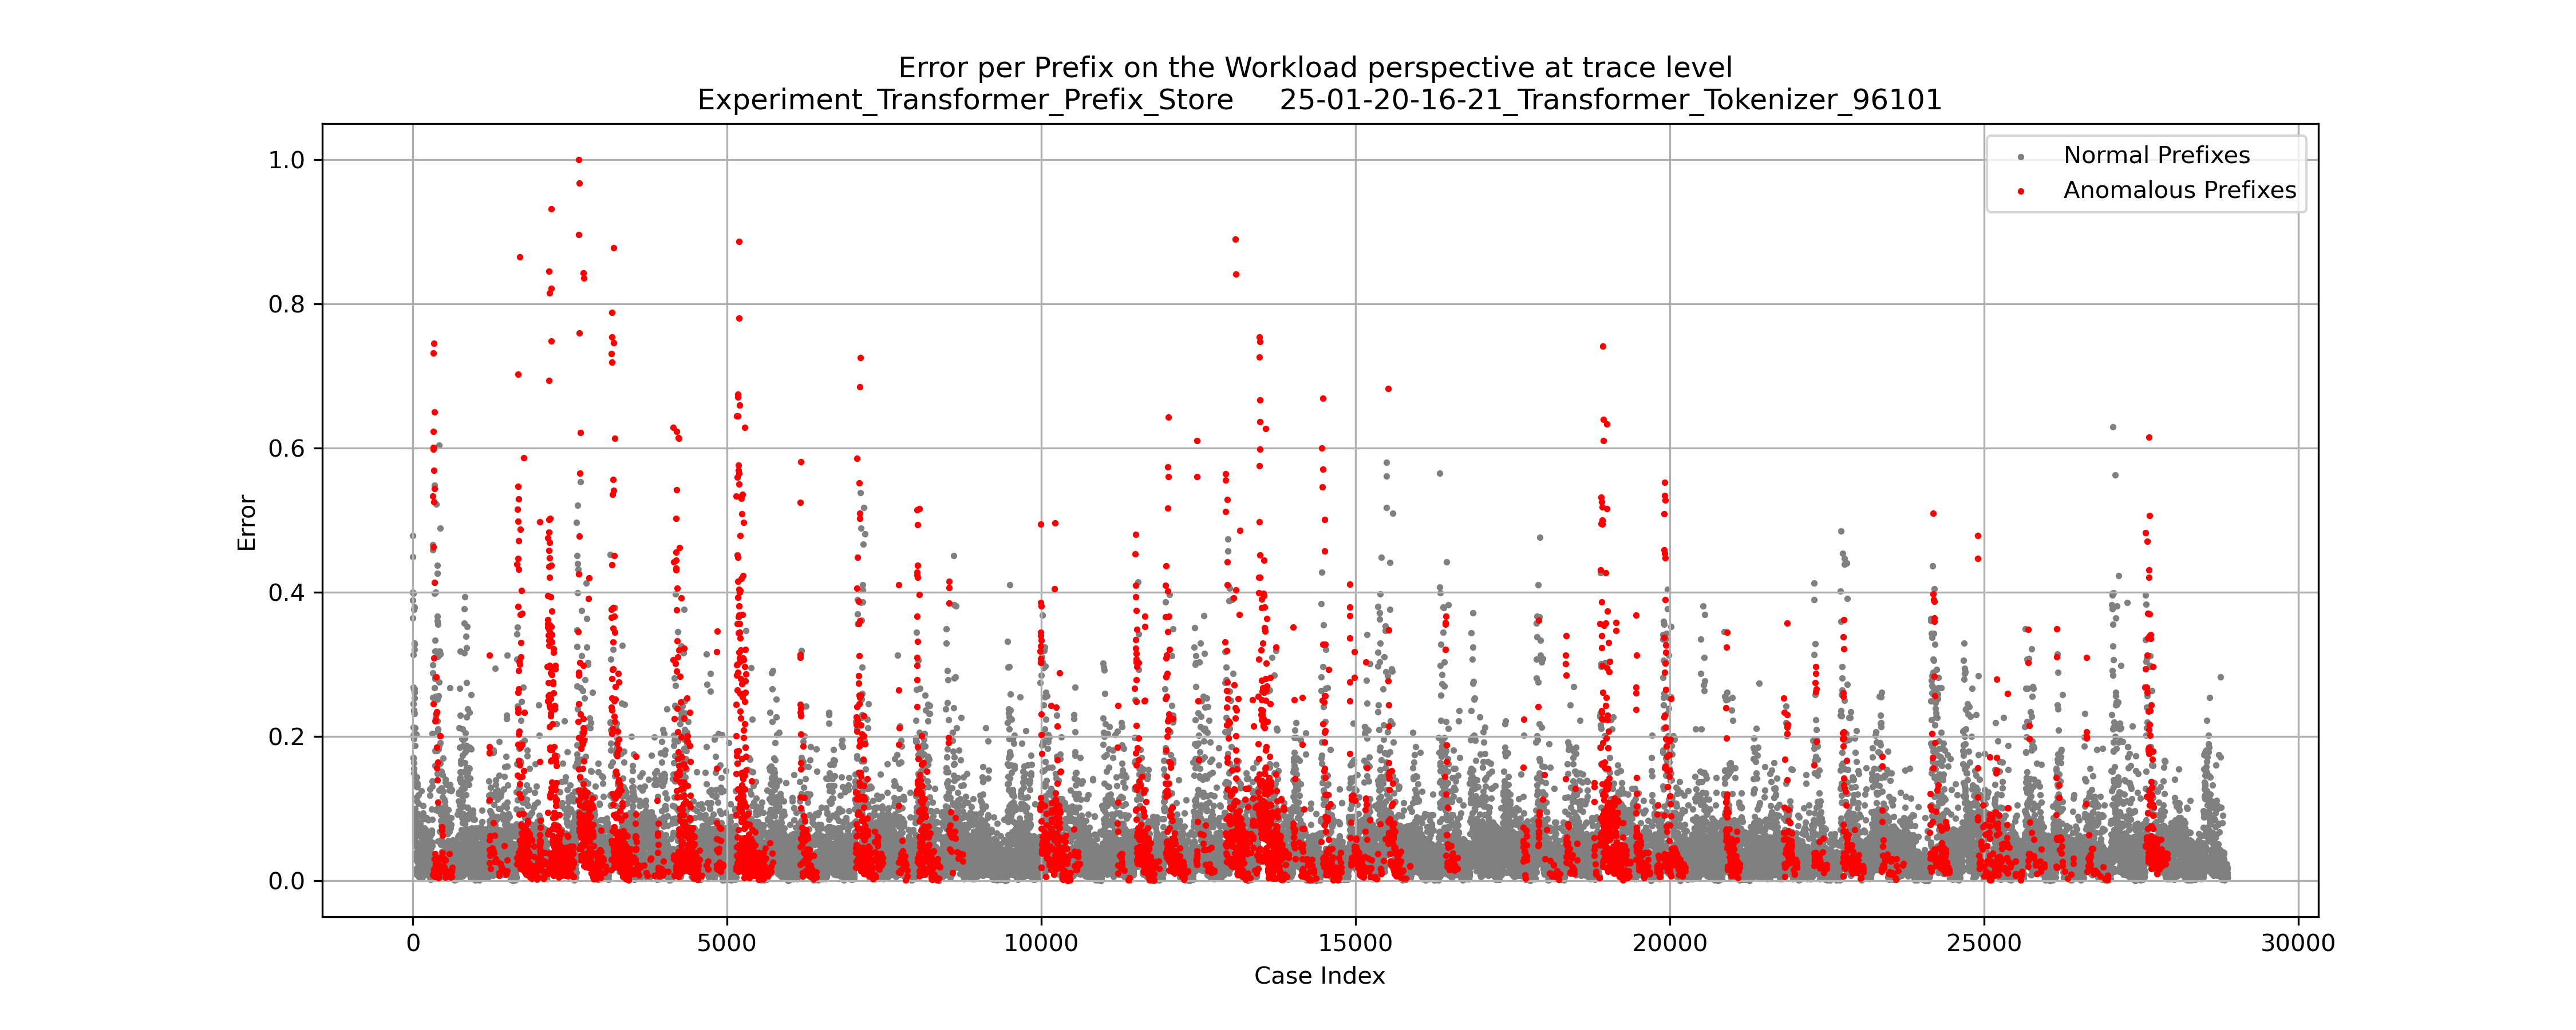 Error per Prefix on the Workload perspective at trace level
Experiment_Transformer_Prefix_Store 25-01-20-16-21_Transformer_Tokenizer_96101
Normal Prefixes
Anomalous Prefixes
1.0
0.8
0.6
0.4
0.2
0.0
Error
0 5000 10000 15000 20000 25000 30000
Case Index